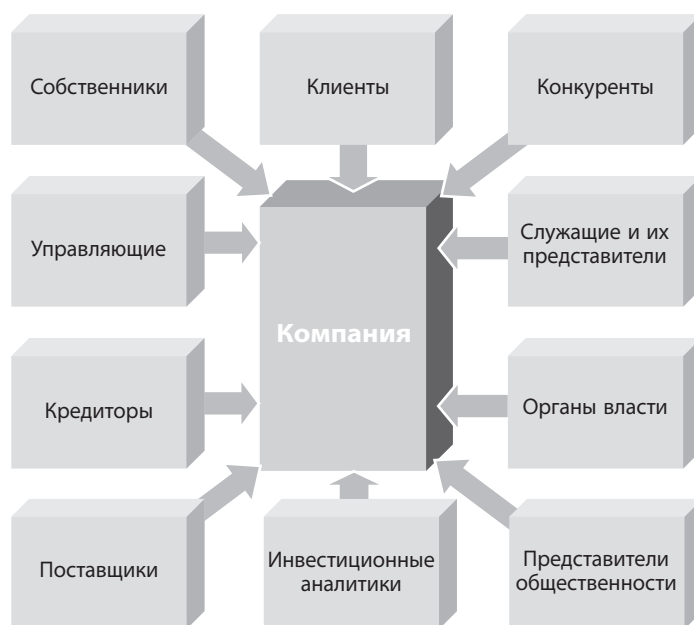 Собственники
Клиенты
Конкуренты
Управляющие
Служащие и их
представители
Компания
Кредиторы
Органы власти
Поставщики
Инвестиционные
аналитики
Представители
общественности